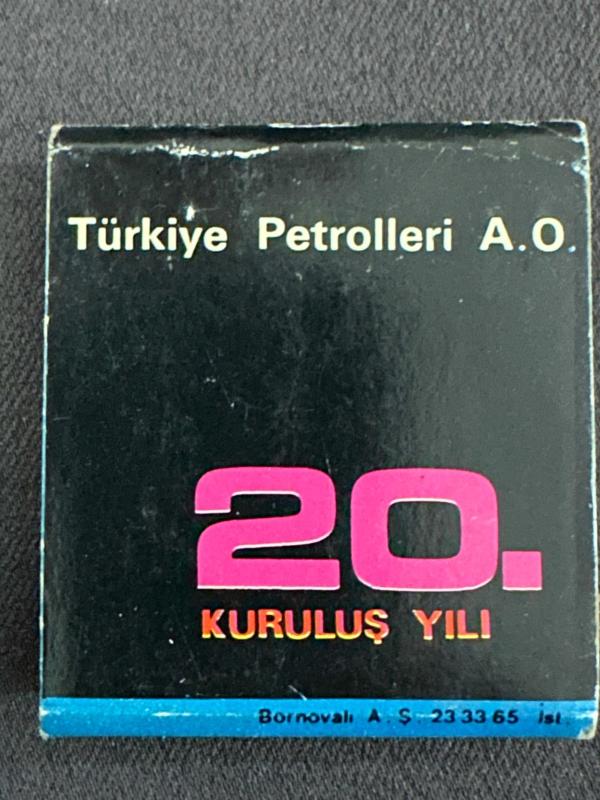 Türkiye Petrolleri A.O.
20.
KURULUŞ YILI
Bornovalı A.Ş. 23 33 65 İst.